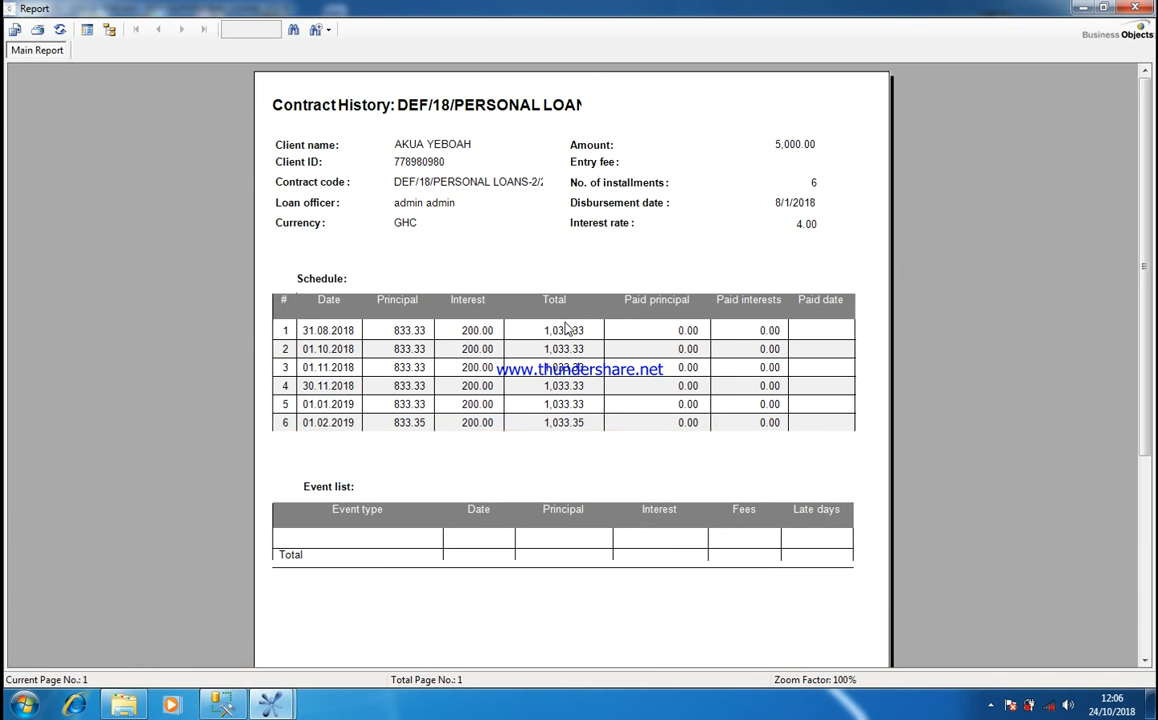 Report
Business Objects
Main Report
Contract History: DEF/18/PERSONAL LOAN
Client name: AKUA YEBOAH Amount: 5,000.00
Client ID: 778980980 Entry fee:
Contract code: DEF/18/PERSONAL LOANS-2/2 No. of installments: 6
Loan officer: admin admin Disbursement date: 8/1/2018
Currency: GHC Interest rate: 4.00
Schedule:
# Date Principal Interest Total Paid principal Paid interests Paid date
1 31.08.2018 833.33 200.00 1,033.33 0.00 0.00
2 01.10.2018 833.33 200.00 1,033.33 0.00 0.00
3 01.11.2018 833.33 200.00 1,033.33 0.00 0.00
www.thundershare.net
4 30.11.2018 833.33 200.00 1,033.33 0.00 0.00
5 01.01.2019 833.33 200.00 1,033.33 0.00 0.00
6 01.02.2019 833.35 200.00 1,033.35 0.00 0.00
Event list:
Event type Date Principal Interest Fees Late days
Total
Current Page No.: 1 Total Page No.: 1 Zoom Factor: 100%
12:06
24/10/2018